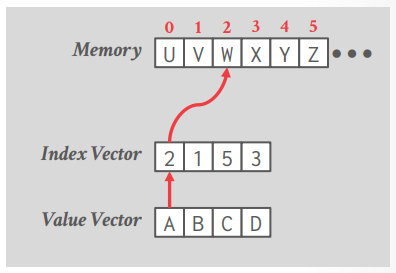 0 1 2 3 4 5
Memory U V W X Y Z •••
Index Vector 2 1 5 3
Value Vector A B C D